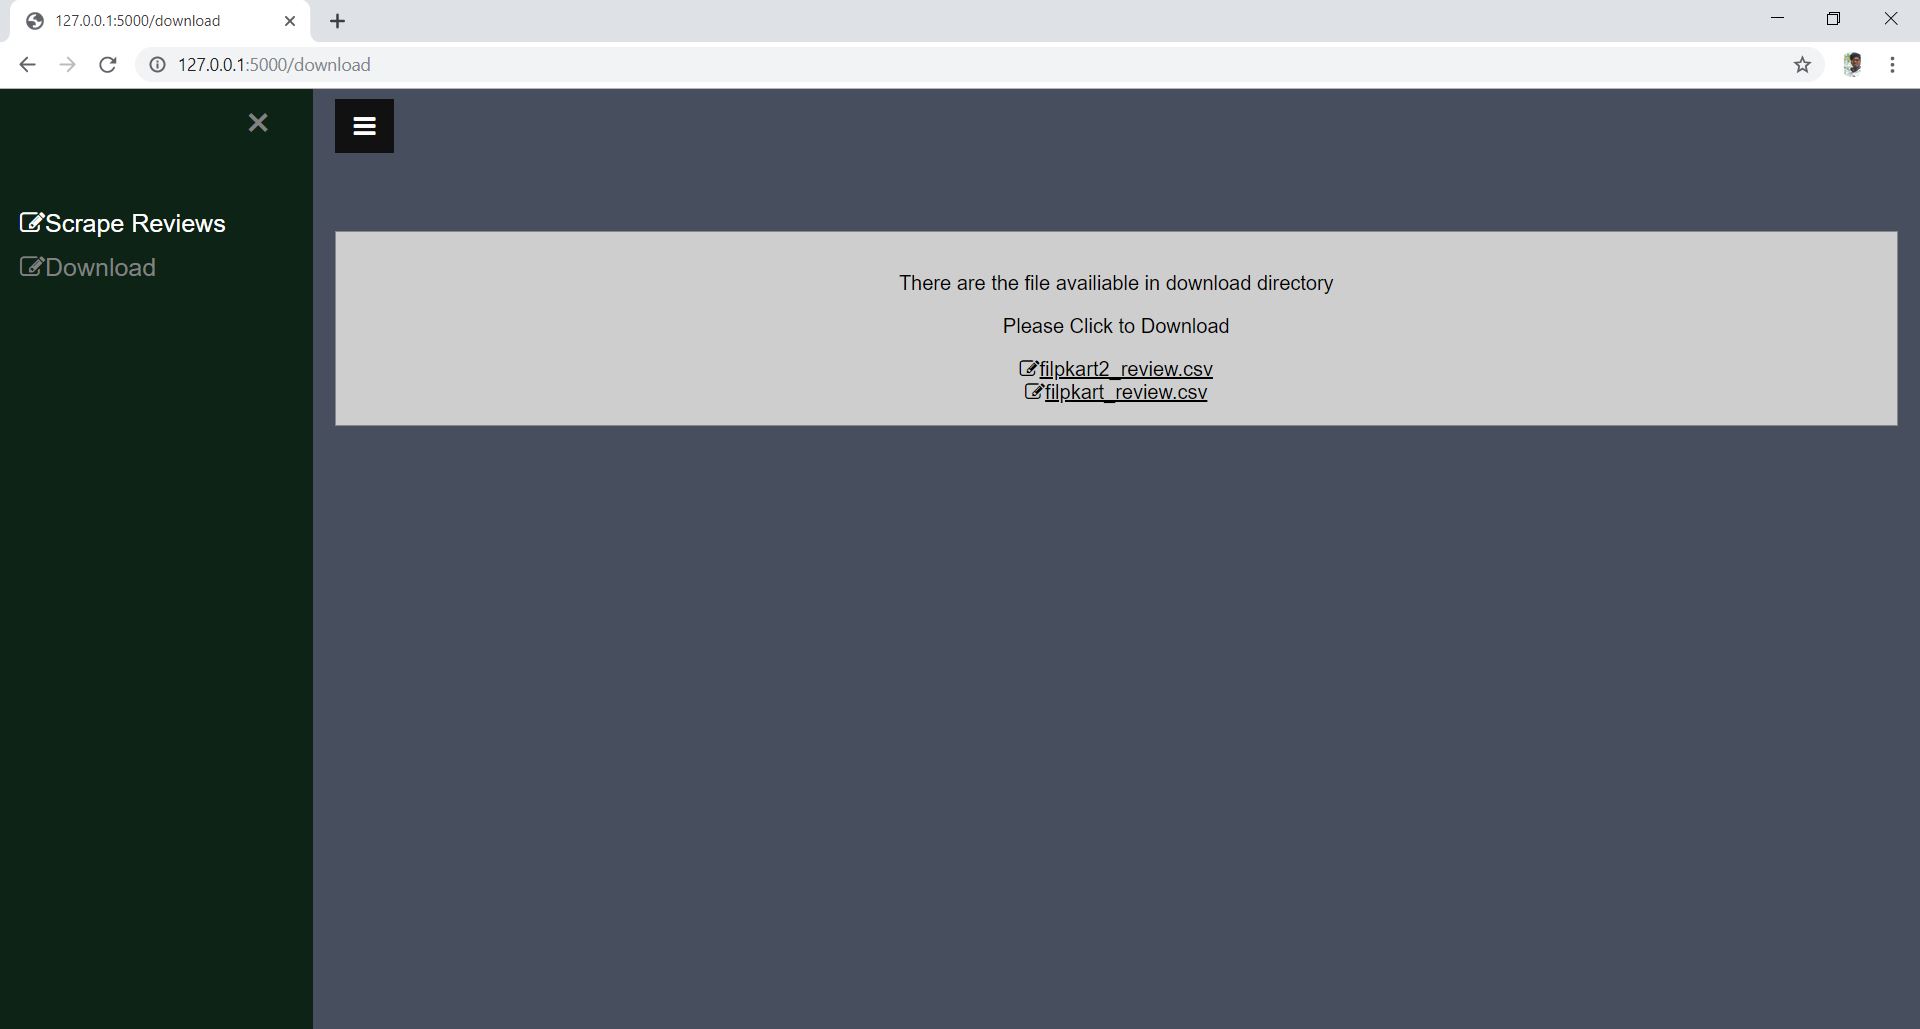 127.0.0.1:5000/download
127.0.0.1:5000/download
Scrape Reviews
Download
There are the file availiable in download directory
Please Click to Download
filpkart2_review.csv
filpkart_review.csv